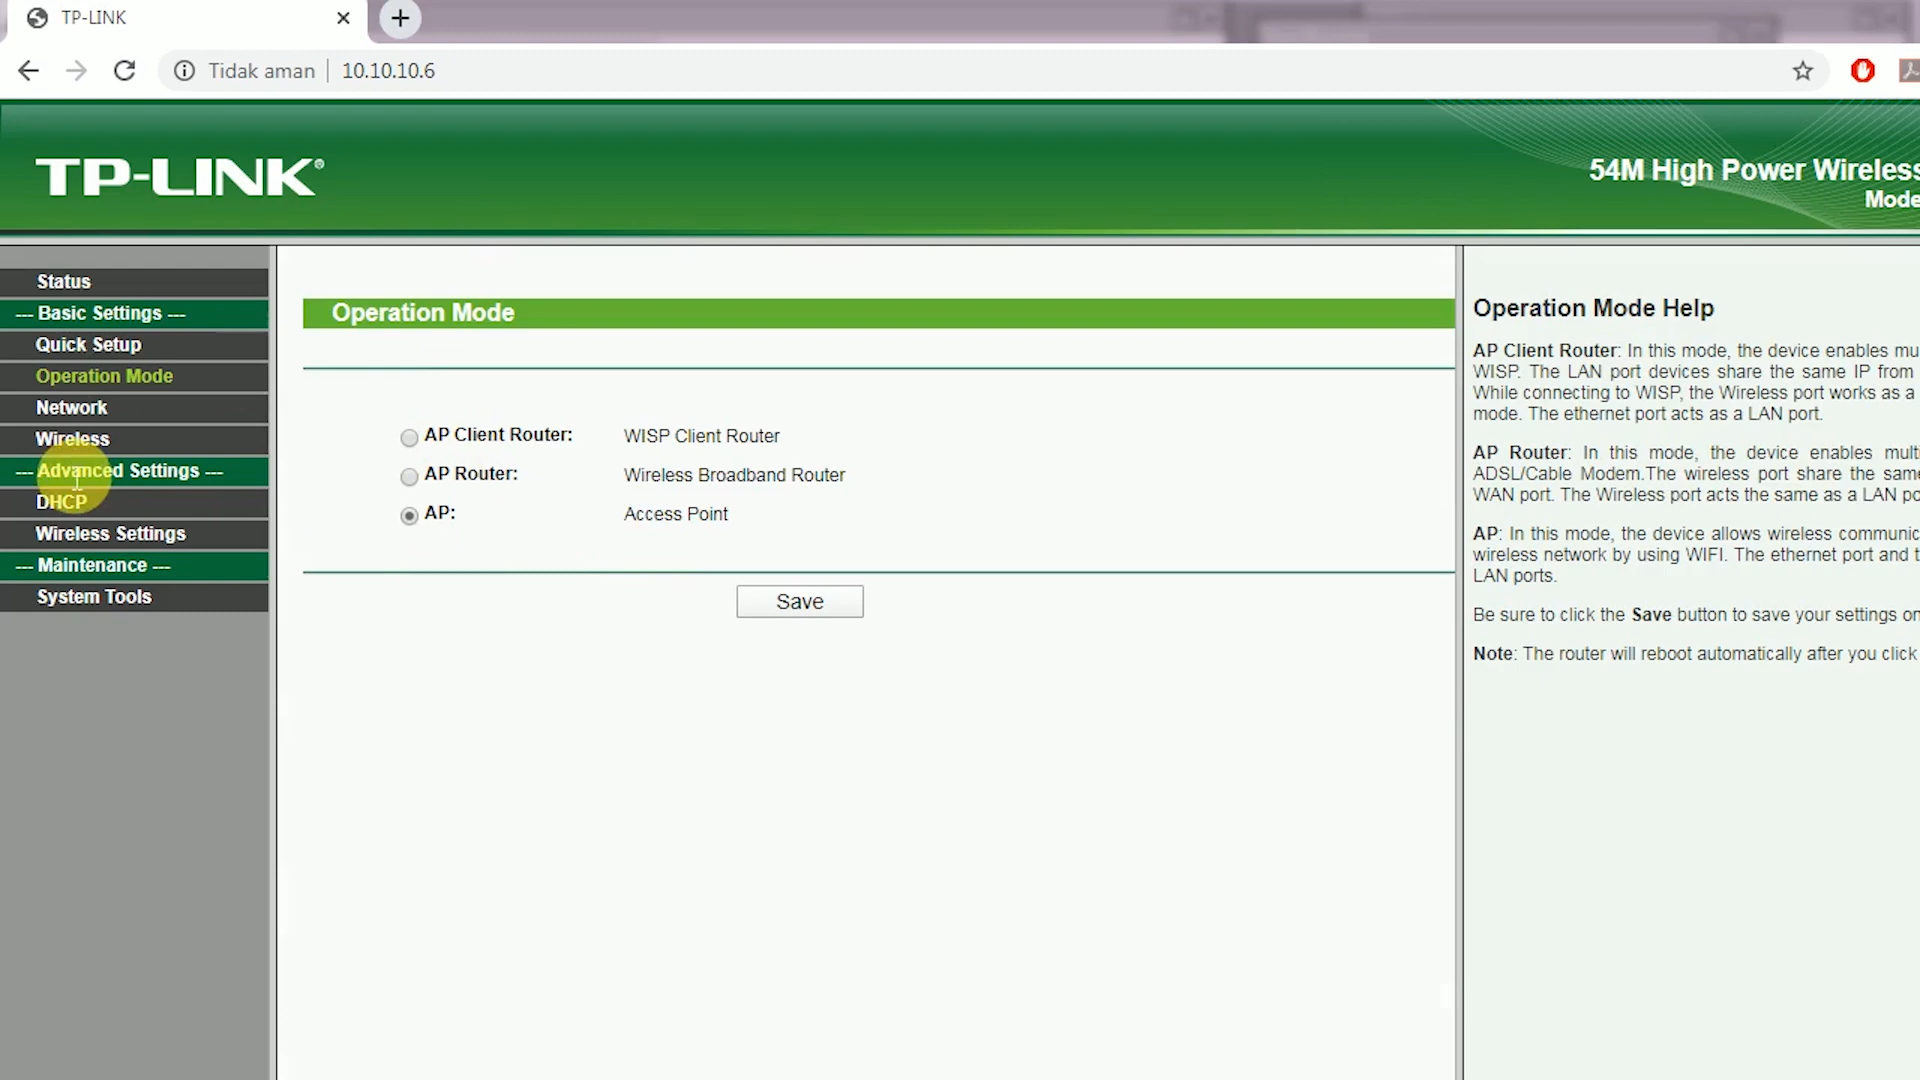 TP-LINK
Tidak aman | 10.10.10.6
TP-LINK®
54M High Power Wireless
Mode
Status
--- Basic Settings ---
Quick Setup
Operation Mode
Network
Wireless
--- Advanced Settings ---
DHCP
Wireless Settings
--- Maintenance ---
System Tools
Operation Mode
AP Client Router: WISP Client Router
AP Router: Wireless Broadband Router
AP: Access Point
Save
Operation Mode Help
AP Client Router: In this mode, the device enables mu
WISP. The LAN port devices share the same IP from
While connecting to WISP, the Wireless port works as a
mode. The ethernet port acts as a LAN port.
AP Router: In this mode, the device enables multi
ADSL/Cable Modem.The wireless port share the same
WAN port. The Wireless port acts the same as a LAN po
AP: In this mode, the device allows wireless communic
wireless network by using WIFI. The ethernet port and t
LAN ports.
Be sure to click the Save button to save your settings on
Note: The router will reboot automatically after you click